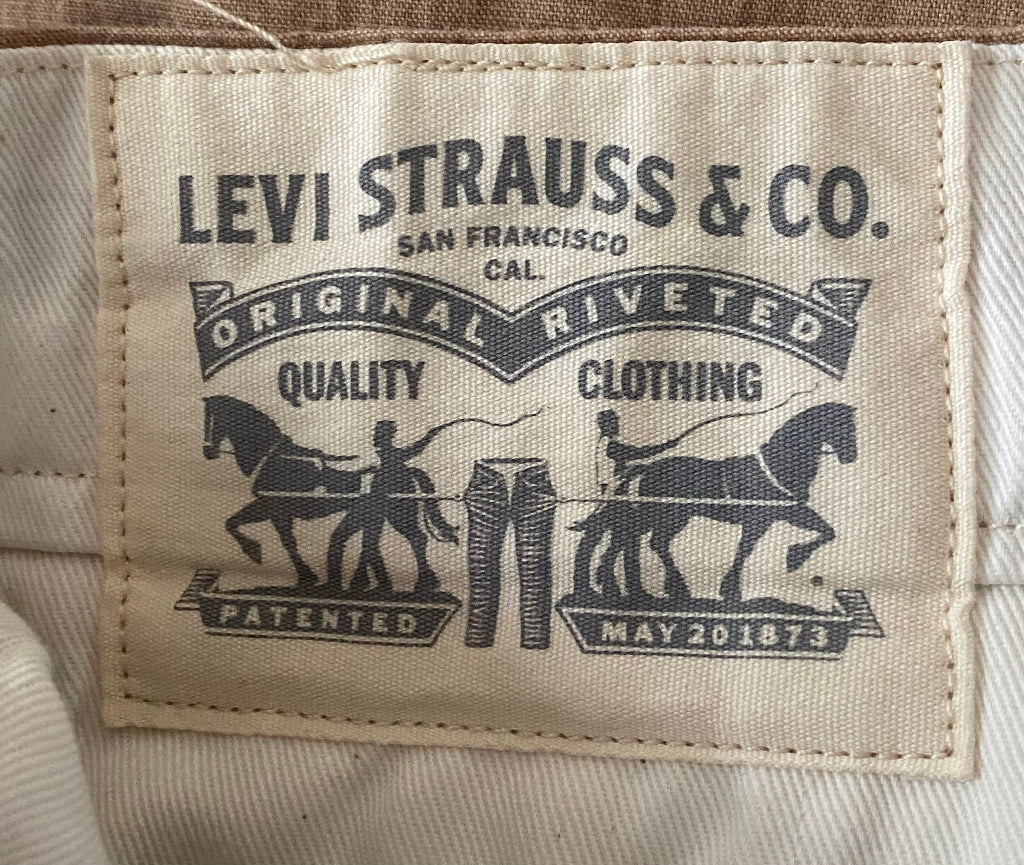 LEVI STRAUSS & CO.
SAN FRANCISCO
CAL.
ORIGINAL RIVETED
QUALITY CLOTHING
PATENTED MAY 20 1873